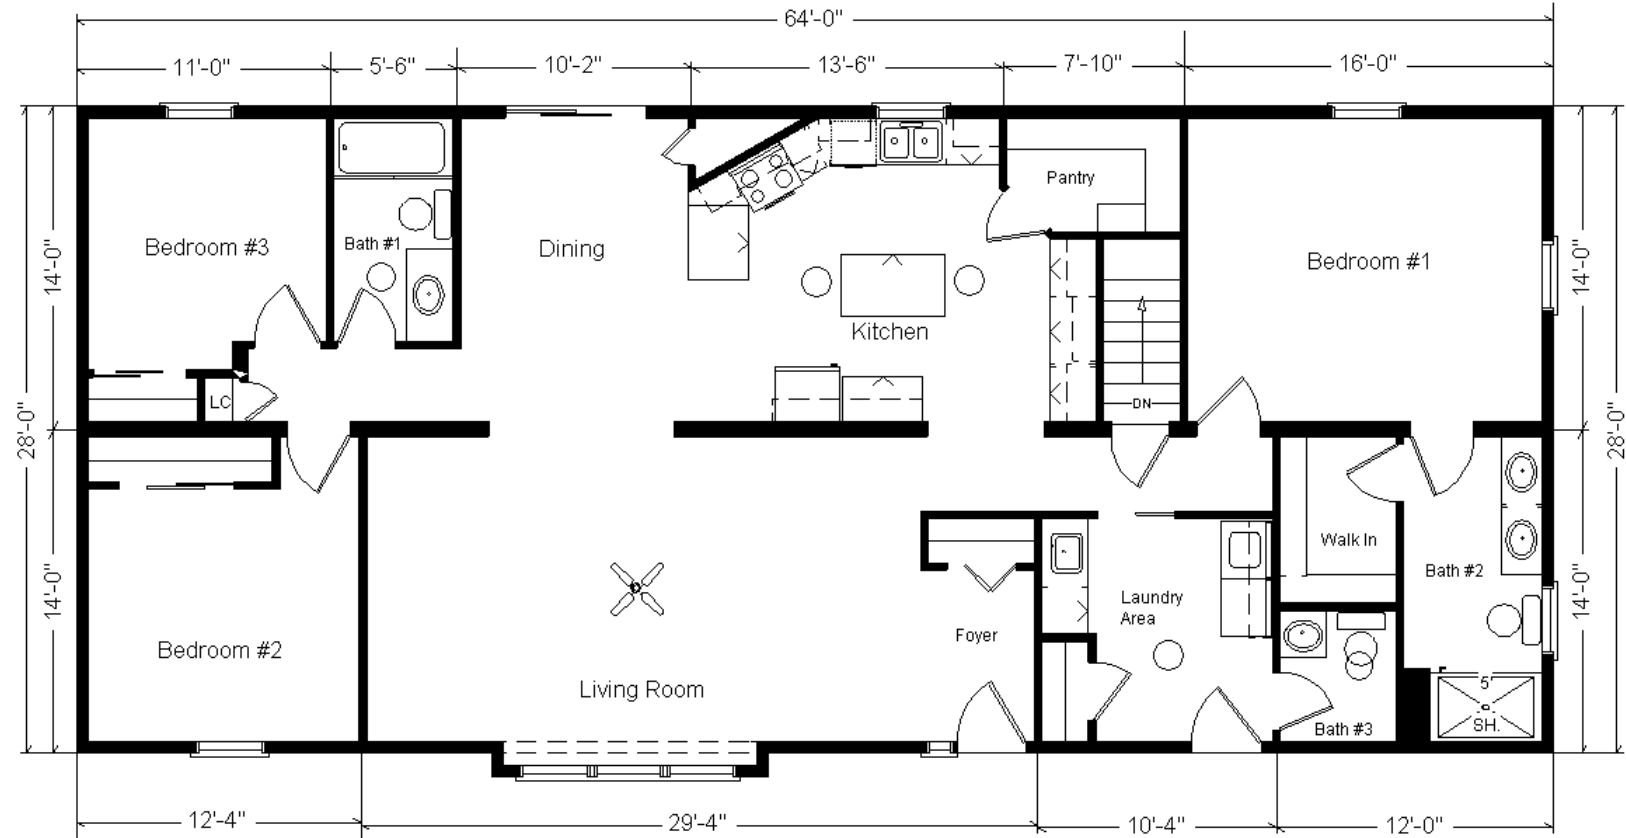 64'-0"
11'-0"
5'-6"
10'-2"
13'-6"
7'-10"
16'-0"
Pantry
Bedroom #3
Bath #1
Dining
Bedroom #1
14'-0"
14'-0"
Kitchen
LC
DN
28'-0"
28'-0"
Walk In
Bath #2
14'-0"
14'-0"
Laundry
Area
Foyer
Bedroom #2
Living Room
5'
SH.
Bath #3
12'-4"
29'-4"
10'-4"
12'-0"